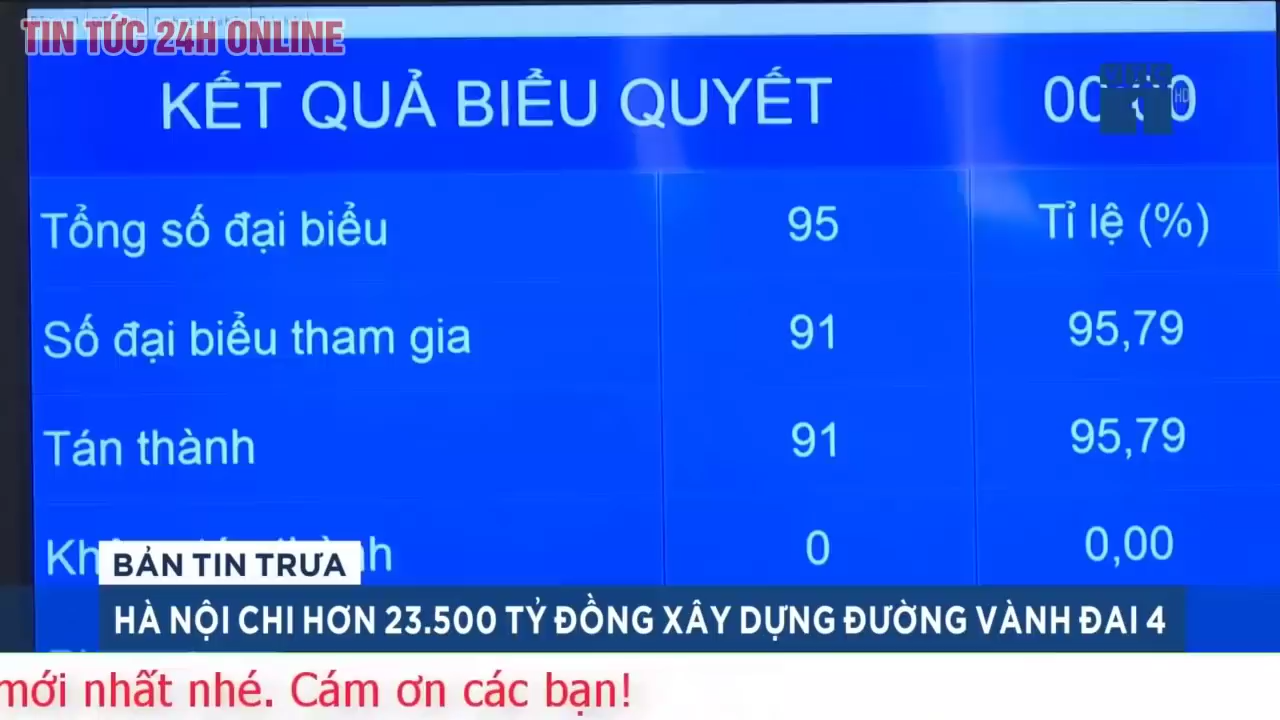 TIN TỨC 24H ONLINE
KẾT QUẢ BIỂU QUYẾT
Tổng số đại biểu 95 Tỉ lệ (%)
Số đại biểu tham gia 91 95,79
Tán thành 91 95,79
0 0,00
BẢN TIN TRƯA
HÀ NỘI CHI HƠN 23.500 TỶ ĐỒNG XÂY DỰNG ĐƯỜNG VÀNH ĐAI 4
mới nhất nhé. Cám ơn các bạn!